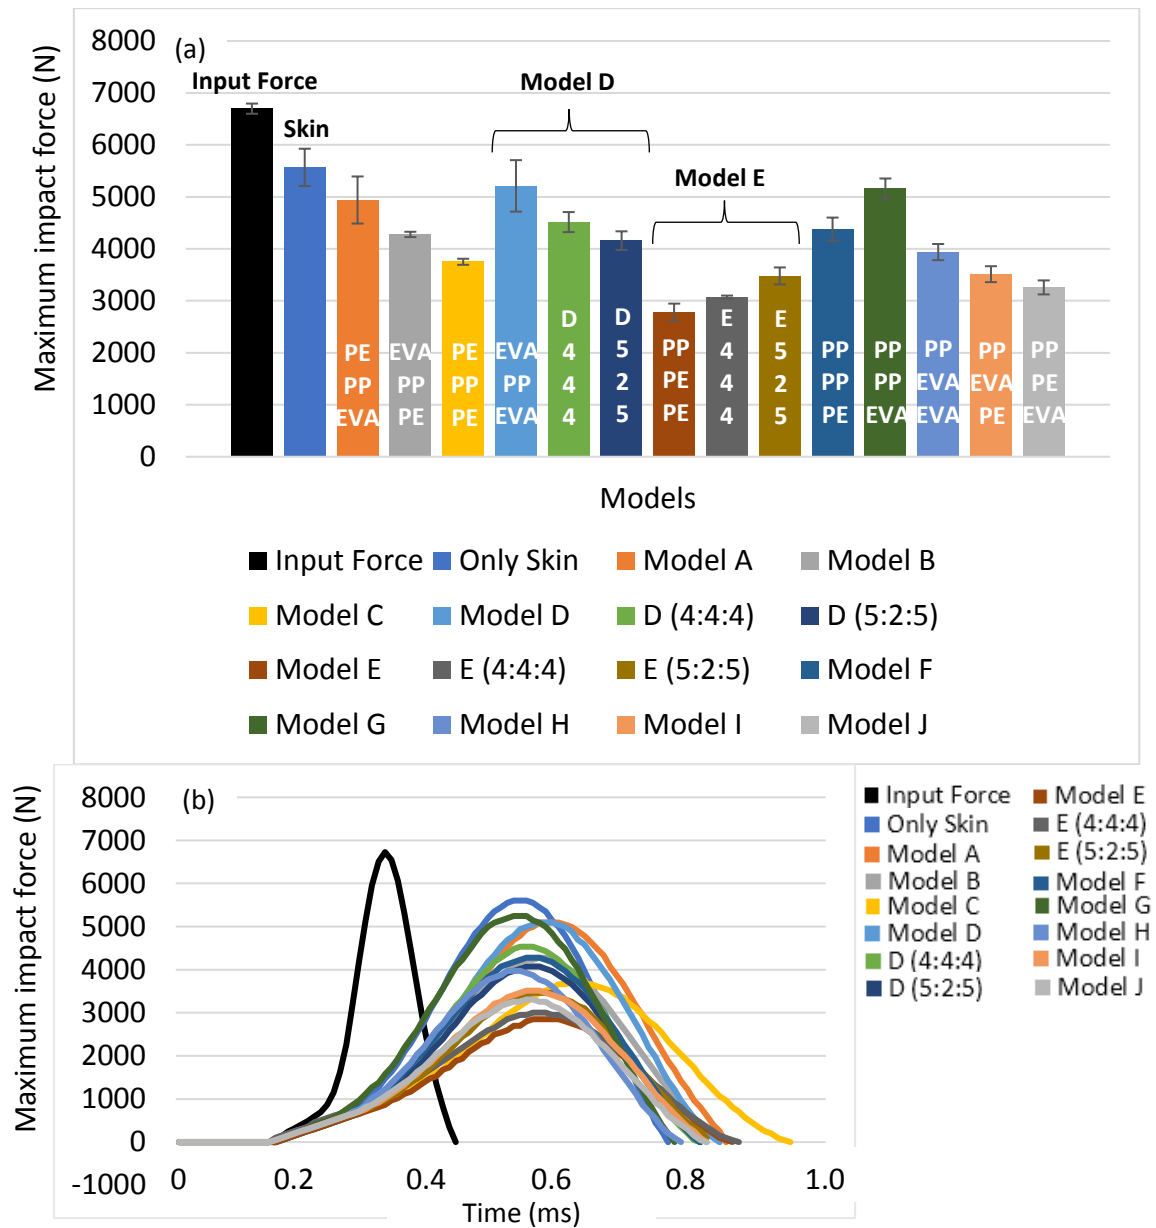 8000
(a)
7000
6000
5000
4000
3000
2000
1000
0
Maximum impact force (N)
Input Force
Skin
Model D
Model E
PE
PP
EVA
EVA
PP
PE
PE
PP
PE
EVA
PP
EVA
D
4
4
4
D
5
2
5
PP
PE
PE
E
4
4
4
E
5
2
5
PP
PP
PE
PP
PP
EVA
PP
EVA
EVA
PP
EVA
PE
PP
PE
EVA
Models
Input Force Only Skin Model A Model B
Model C Model D D (4:4:4) D (5:2:5)
Model E E (4:4:4) E (5:2:5) Model F
Model G Model H Model I Model J
8000
(b)
7000
6000
5000
4000
3000
2000
1000
0
-1000
Maximum impact force (N)
0 0.2 0.4 0.6 0.8 1.0
Time (ms)
Input Force
Only Skin
Model A
Model B
Model C
Model D
D (4:4:4)
D (5:2:5)
Model E
E (4:4:4)
E (5:2:5)
Model F
Model G
Model H
Model I
Model J